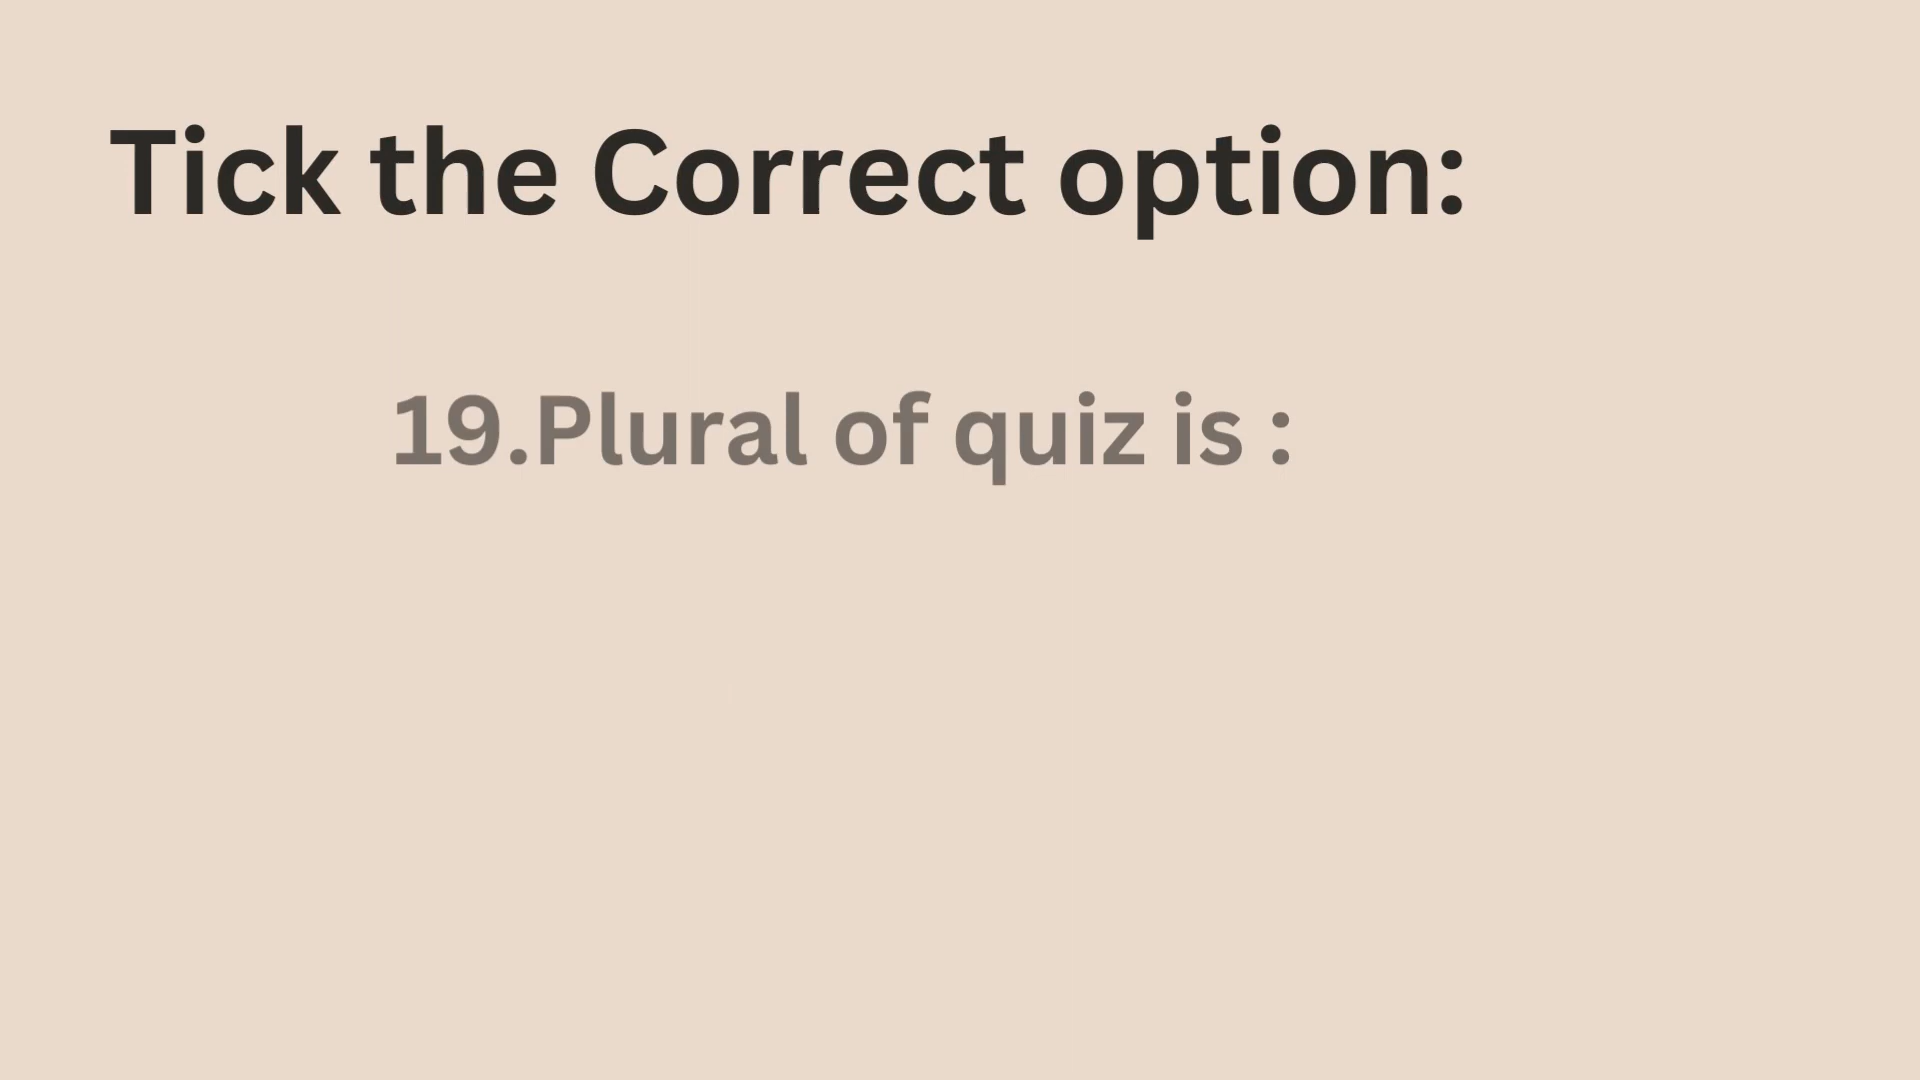 Tick the Correct option:
19.Plural of quiz is :